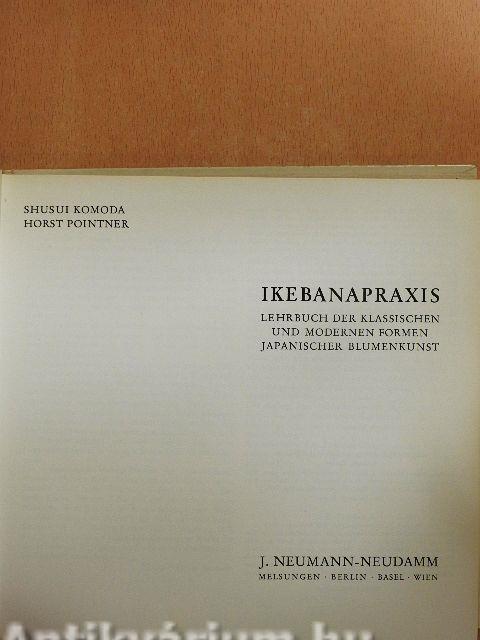 SHUSUI KOMODA
HORST POINTNER
IKEBANAPRAXIS
LEHRBUCH DER KLASSISCHEN
UND MODERNEN FORMEN
JAPANISCHER BLUMENKUNST
J. NEUMANN-NEUDAMM
MELSUNGEN · BERLIN · BASEL · WIEN
Antikvárium.hu